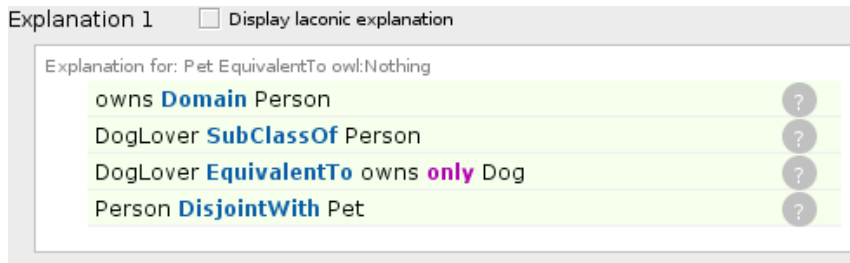 Explanation 1 Display laconic explanation
Explanation for: Pet EquivalentTo owl:Nothing
owns Domain Person ?
DogLover SubClassOf Person ?
DogLover EquivalentTo owns only Dog ?
Person DisjointWith Pet ?